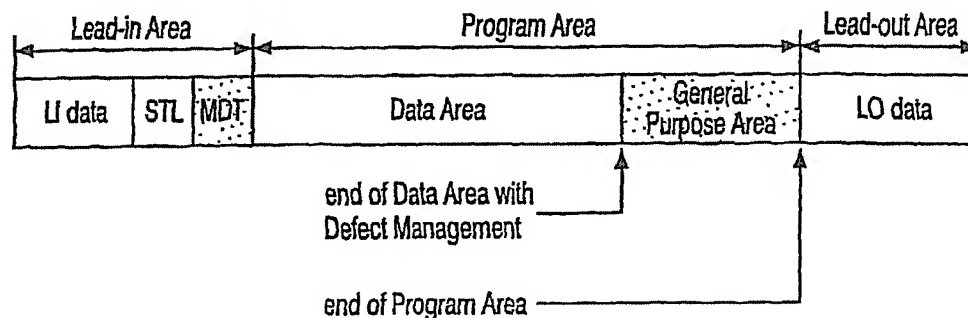 Lead-in Area Program Area Lead-out Area
LI data STL MDT Data Area General Purpose Area LO data
end of Data Area with
Defect Management
end of Program Area